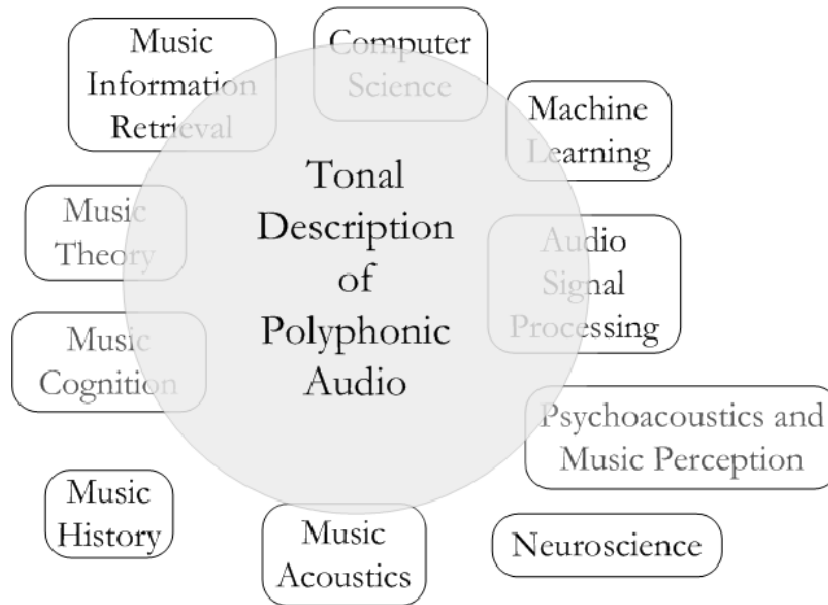 Music
Information
Retrieval
Computer
Science
Machine
Learning
Tonal
Description
of
Polyphonic
Audio
Music
Theory
Audio
Signal
Processing
Music
Cognition
Psychoacoustics and
Music Perception
Music
History
Music
Acoustics
Neuroscience